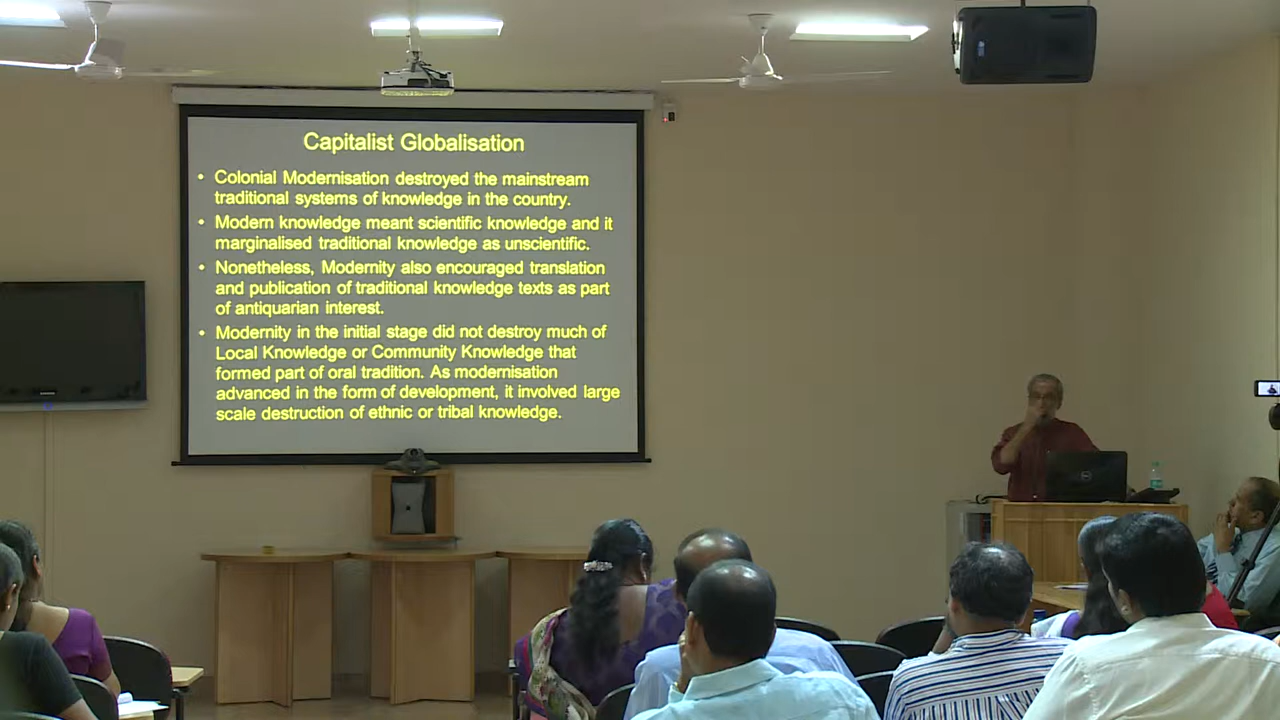 Capitalist Globalisation
• Colonial Modernisation destroyed the mainstream
traditional systems of knowledge in the country.
• Modern knowledge meant scientific knowledge and it
marginalised traditional knowledge as unscientific.
• Nonetheless, Modernity also encouraged translation
and publication of traditional knowledge texts as part
of antiquarian interest.
• Modernity in the initial stage did not destroy much of
Local Knowledge or Community Knowledge that
formed part of oral tradition. As modernisation
advanced in the form of development, it involved large
scale destruction of ethnic or tribal knowledge.